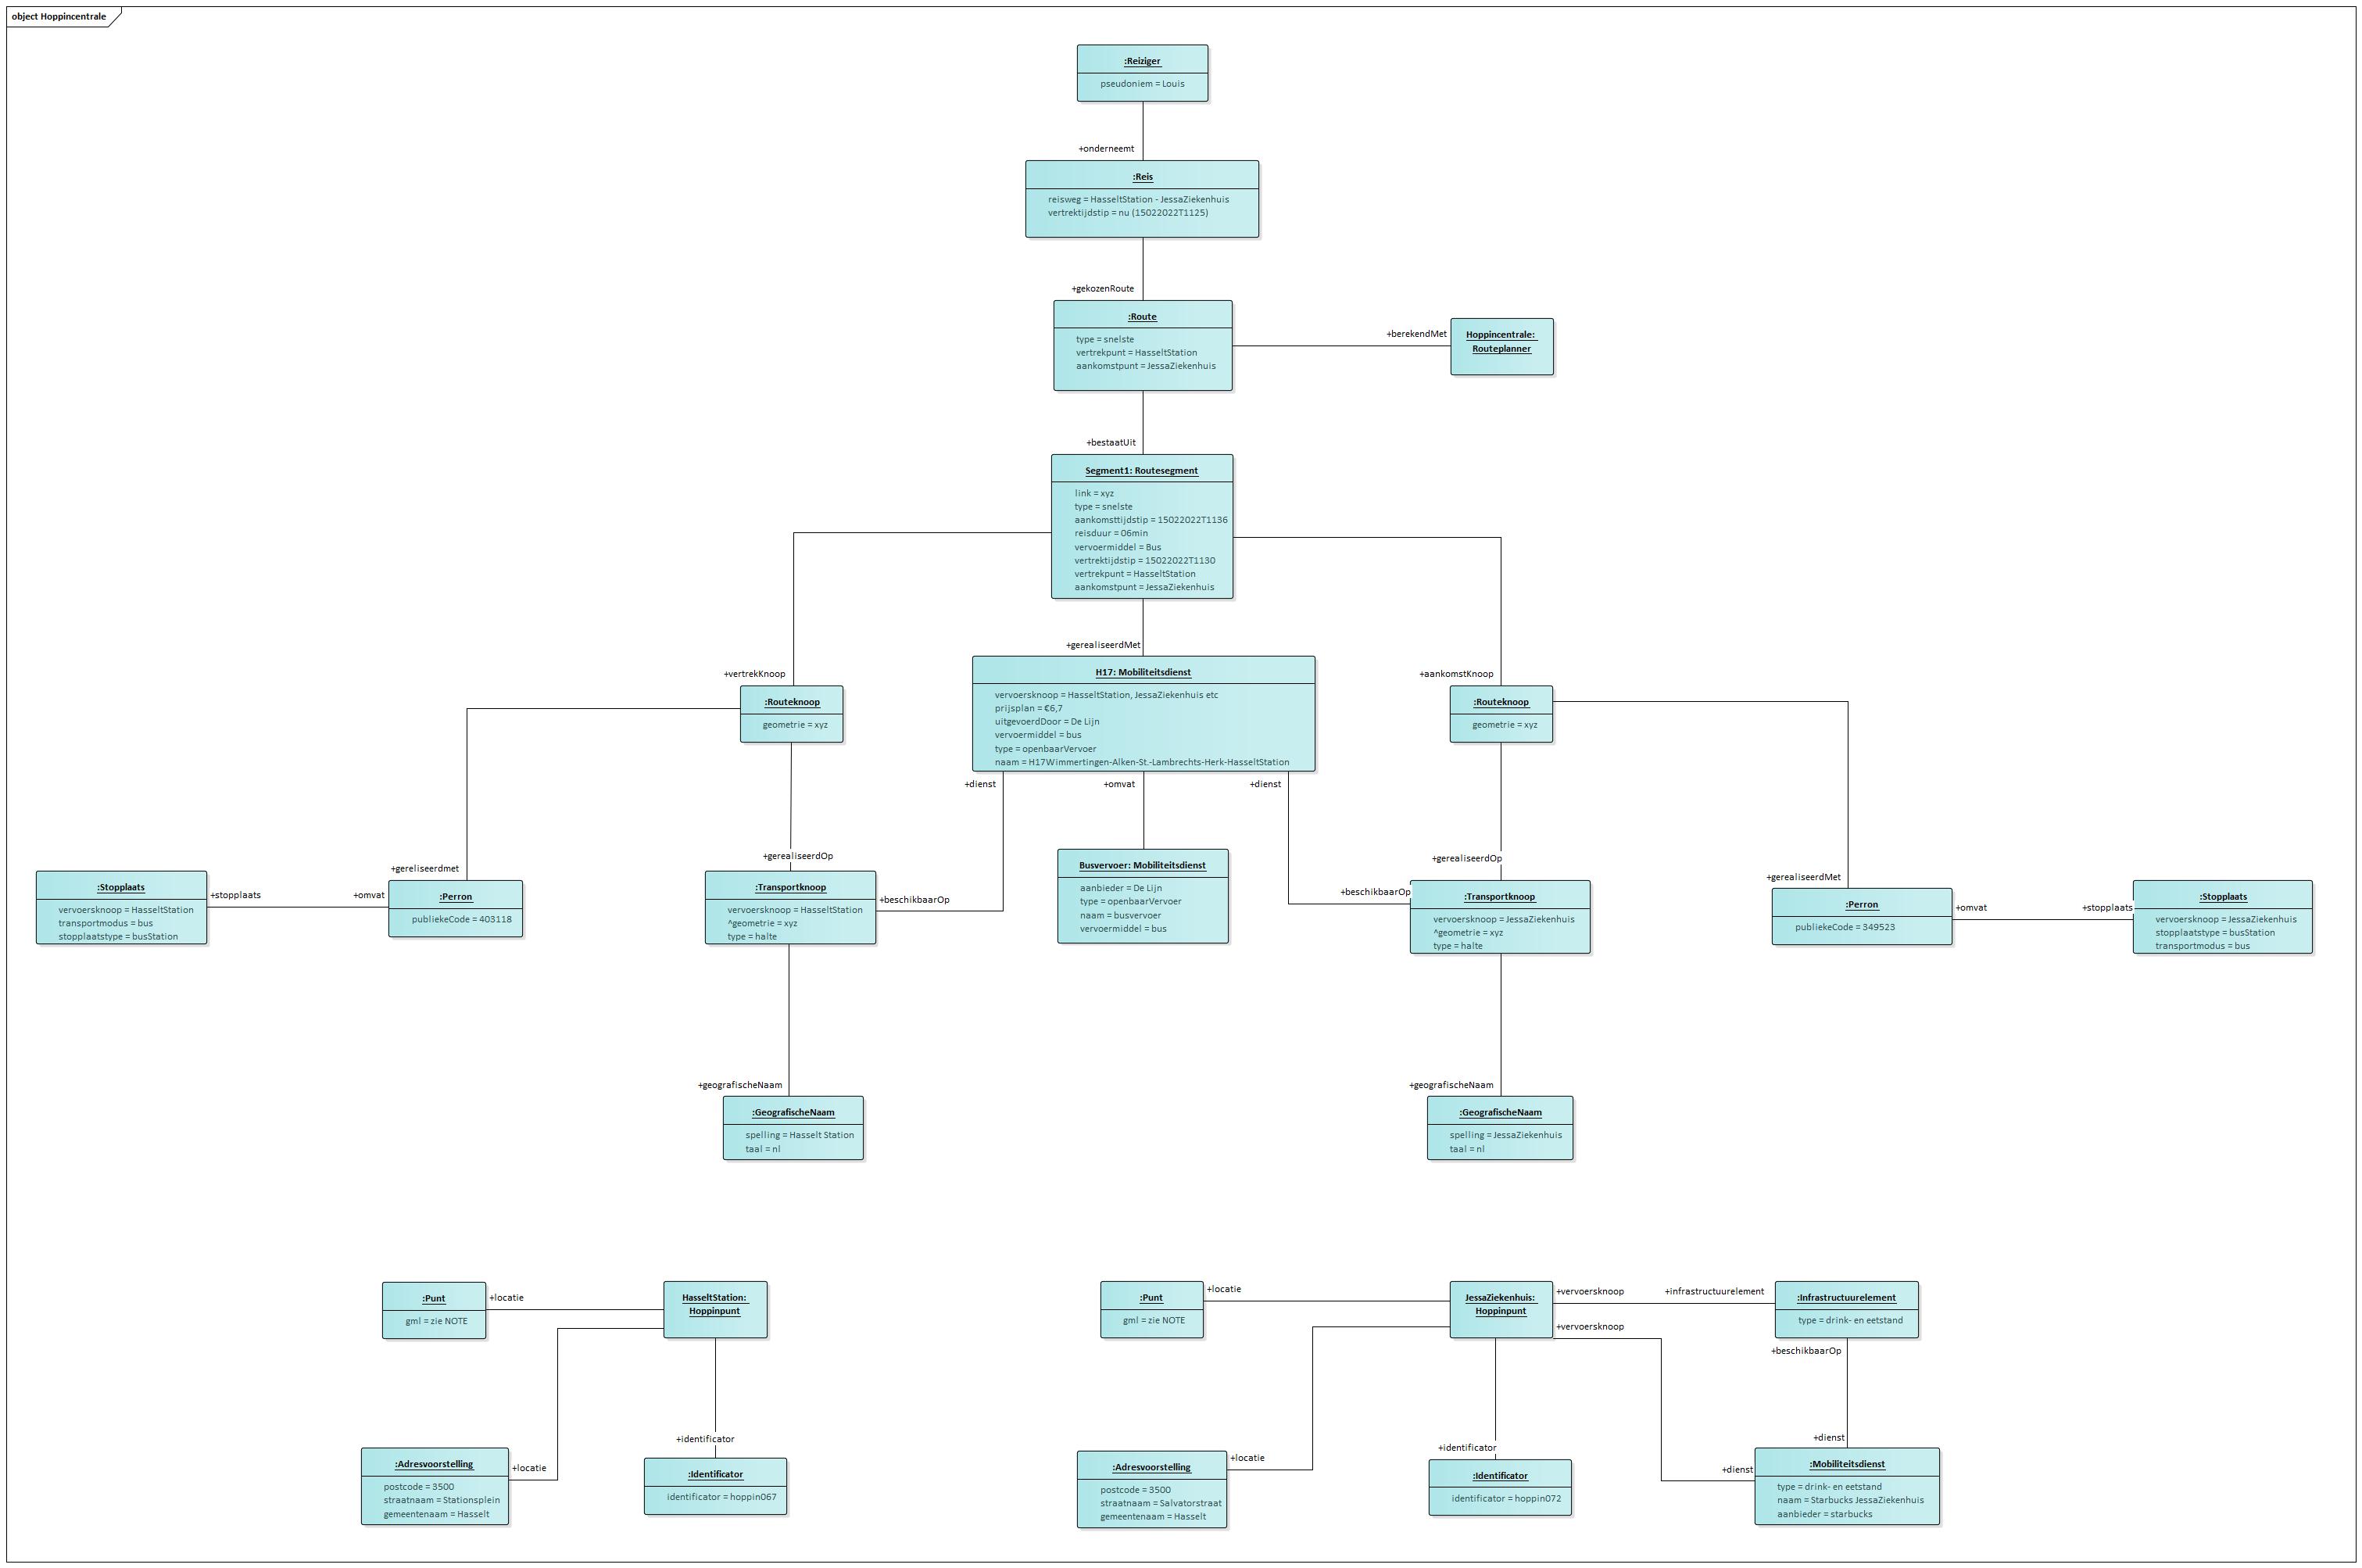 object Hoppincentrale
:Reiziger
pseudoniem = Louis
+onderneemt
:Reis
reisweg = HasseltStation - JessaZiekenhuis
vertrektijdstip = nu (15022022T1125)
+gekozenRoute
:Route
type = snelste
vertrekpunt = HasseltStation
aankomstpunt = JessaZiekenhuis
+berekendMet
Hoppincentrale:
Routeplanner
+bestaatUit
Segment1: Routesegment
link = xyz
type = snelste
aankomsttijdstip = 15022022T1136
reisduur = 06min
vervoermiddel = Bus
vertrektijdstip = 15022022T1130
vertrekpunt = HasseltStation
aankomstpunt = JessaZiekenhuis
+vertrekKnoop
+gerealiseerdMet
+aankomstKnoop
:Routeknoop
geometrie = xyz
H17: Mobiliteitsdienst
vervoersknoop = HasseltStation, JessaZiekenhuis etc
prijsplan = €6,7
uitgevoerdDoor = De Lijn
vervoermiddel = bus
type = openbaarVervoer
naam = H17Wimmertingen-Alken-St.-Lambrechts-Herk-HasseltStation
:Routeknoop
geometrie = xyz
+dienst
+omvat
+dienst
+gereliseerdmet
+gerealiseerdOp
+gerealiseerdOp
+gerealiseerdMet
:Stopplaats
vervoersknoop = HasseltStation
transportmodus = bus
stopplaatstype = busStation
+stopplaats
+omvat
:Perron
publiekeCode = 403118
:Transportknoop
vervoersknoop = HasseltStation
^geometrie = xyz
type = halte
+beschikbaarOp
Busvervoer: Mobiliteitsdienst
aanbieder = De Lijn
type = openbaarVervoer
naam = busvervoer
vervoermiddel = bus
+beschikbaarOp
:Transportknoop
vervoersknoop = JessaZiekenhuis
^geometrie = xyz
type = halte
:Perron
publiekeCode = 349523
+omvat
+stopplaats
:Stopplaats
vervoersknoop = JessaZiekenhuis
stopplaatstype = busStation
transportmodus = bus
+geografischeNaam
:GeografischeNaam
spelling = Hasselt Station
taal = nl
+geografischeNaam
:GeografischeNaam
spelling = JessaZiekenhuis
taal = nl
:Punt
gml = zie NOTE
+locatie
HasseltStation:
Hoppinpunt
:Punt
gml = zie NOTE
+locatie
JessaZiekenhuis:
Hoppinpunt
+vervoersknoop
+infrastructuurelement
+vervoersknoop
:Infrastructuurelement
type = drink- en eetstand
+beschikbaarOp
+identificator
+identificator
+dienst
:Adresvoorstelling
postcode = 3500
straatnaam = Stationsplein
gemeentenaam = Hasselt
+locatie
:Identificator
identificator = hoppin067
:Adresvoorstelling
postcode = 3500
straatnaam = Salvatorstraat
gemeentenaam = Hasselt
+locatie
:Identificator
identificator = hoppin072
+dienst
:Mobiliteitsdienst
type = drink- en eetstand
naam = Starbucks JessaZiekenhuis
aanbieder = starbucks